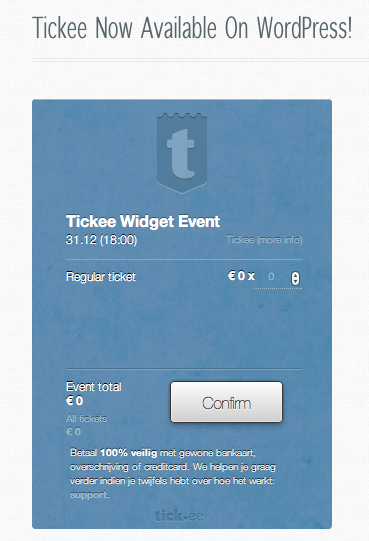 Tickee Now Available On WordPress!
t
Tickee Widget Event
31.12 (18:00)
Tickee (more info)
Regular ticket
€ 0 x
0
Event total
€ 0
Confirm
All tickets
€ 0
Betaal 100% veilig met gewone bankaart,
overschrijving of creditcard. We helpen je graag
verder indien je twijfels hebt over hoe het werkt:
support.
tick.ee